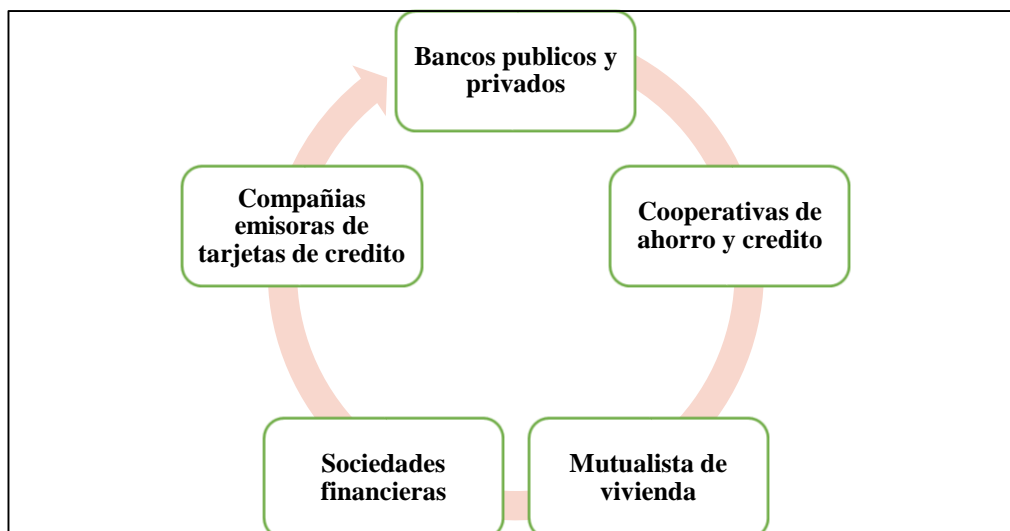 Bancos publicos y
privados
Cooperativas de
ahorro y credito
Mutualista de
vivienda
Sociedades
financieras
Compañias
emisoras de
tarjetas de credito